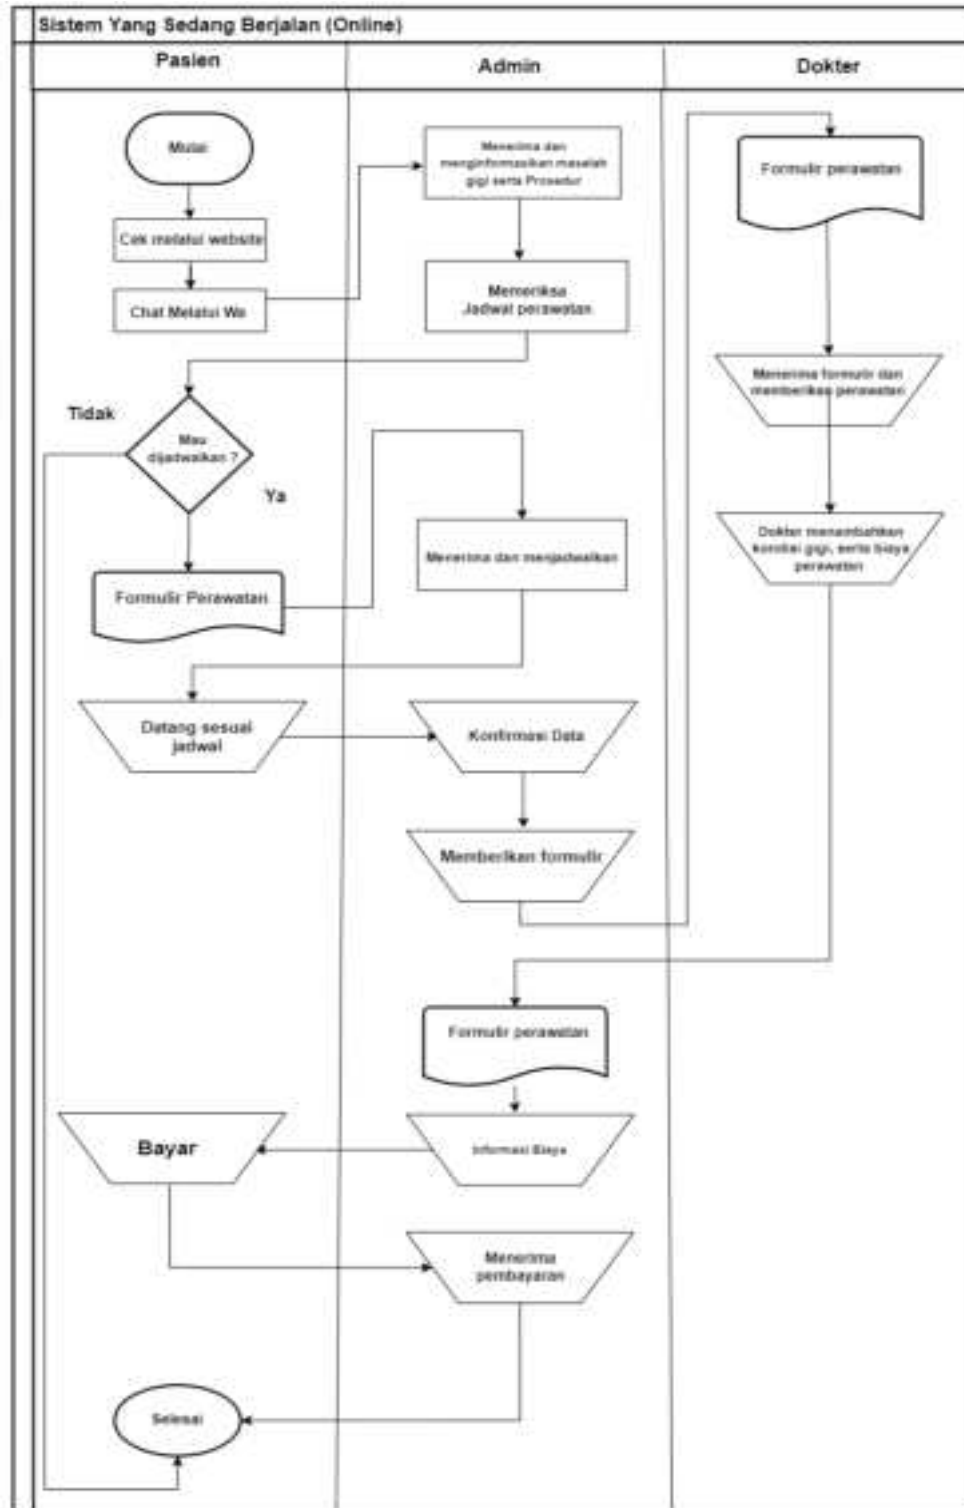 Sistem Yang Sedang Berjalan (Online)
Pasien
Admin
Dokter
Mulai
Cek melalui website
Chat Melalui Wa
Menerima dan
menginformasikan masalah
gigi serta Prosedur
Memeriksa
Jadwal perawatan
Tidak
Mau
dijadwalkan ?
Ya
Formulir Perawatan
Menerima dan menjadwalkan
Datang sesuai
jadwal
Konfirmasi Data
Memberikan formulir
Formulir perawatan
Menerima formulir dan
memberikan perawatan
Dokter menambahkan
kondisi gigi, serta biaya
perawatan
Formulir perawatan
Informasi Biaya
Bayar
Menerima
pembayaran
Selesai